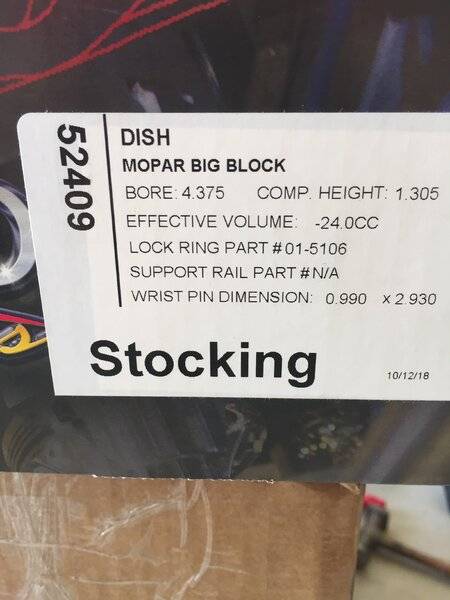 52409
DISH
MOPAR BIG BLOCK
BORE: 4.375 COMP. HEIGHT: 1.305
EFFECTIVE VOLUME: -24.0CC
LOCK RING PART #01-5106
SUPPORT RAIL PART #N/A
WRIST PIN DIMENSION: 0.990 x 2.930
Stocking
10/12/18